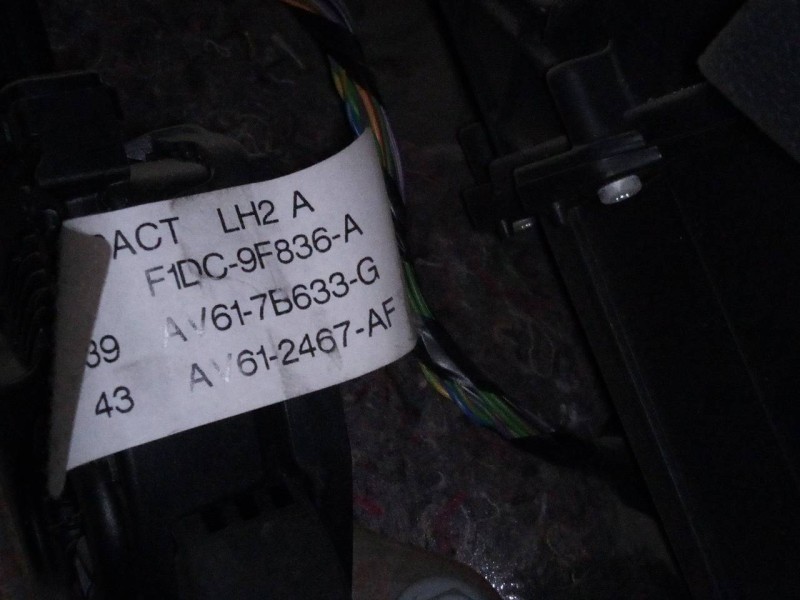 ACT LH2 A
F1DC-9F836-A
39 AV61-7B633-G
43 AV61-2467-AF